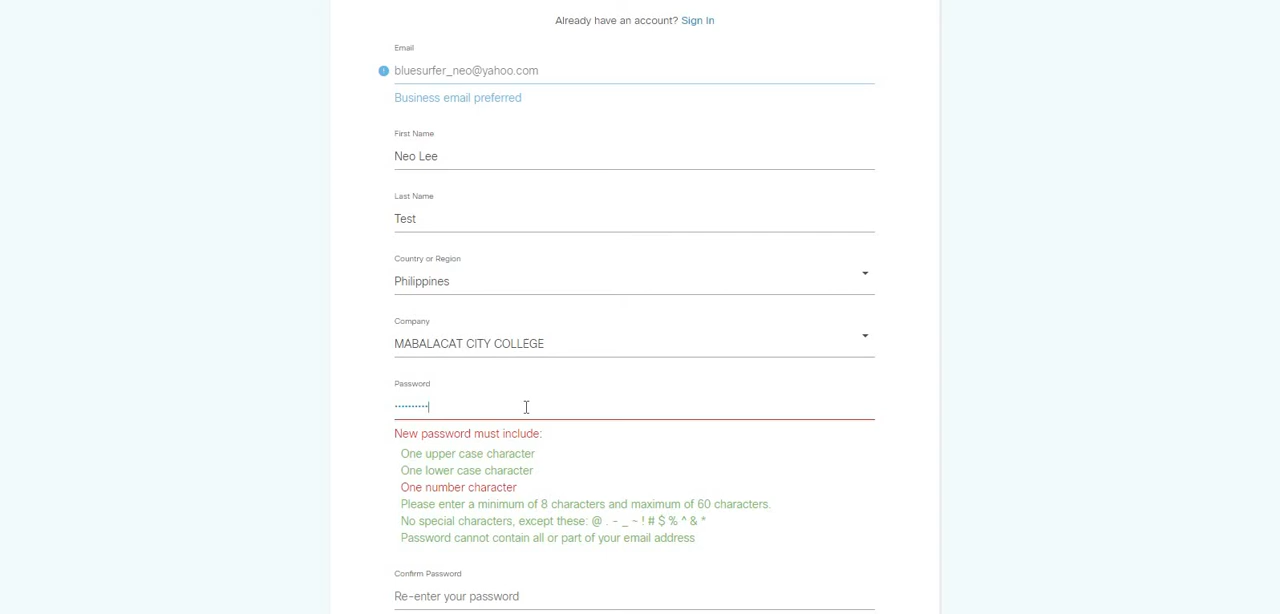 Already have an account? Sign In
Email
bluesurfer_neo@yahoo.com
Business email preferred
First Name
Neo Lee
Last Name
Test
Country or Region
Philippines
Company
MABALACAT CITY COLLEGE
Password
••••••••••
New password must include:
One upper case character
One lower case character
One number character
Please enter a minimum of 8 characters and maximum of 60 characters.
No special characters, except these: @ . - _ ~ ! # $ % ^ & *
Password cannot contain all or part of your email address
Confirm Password
Re-enter your password